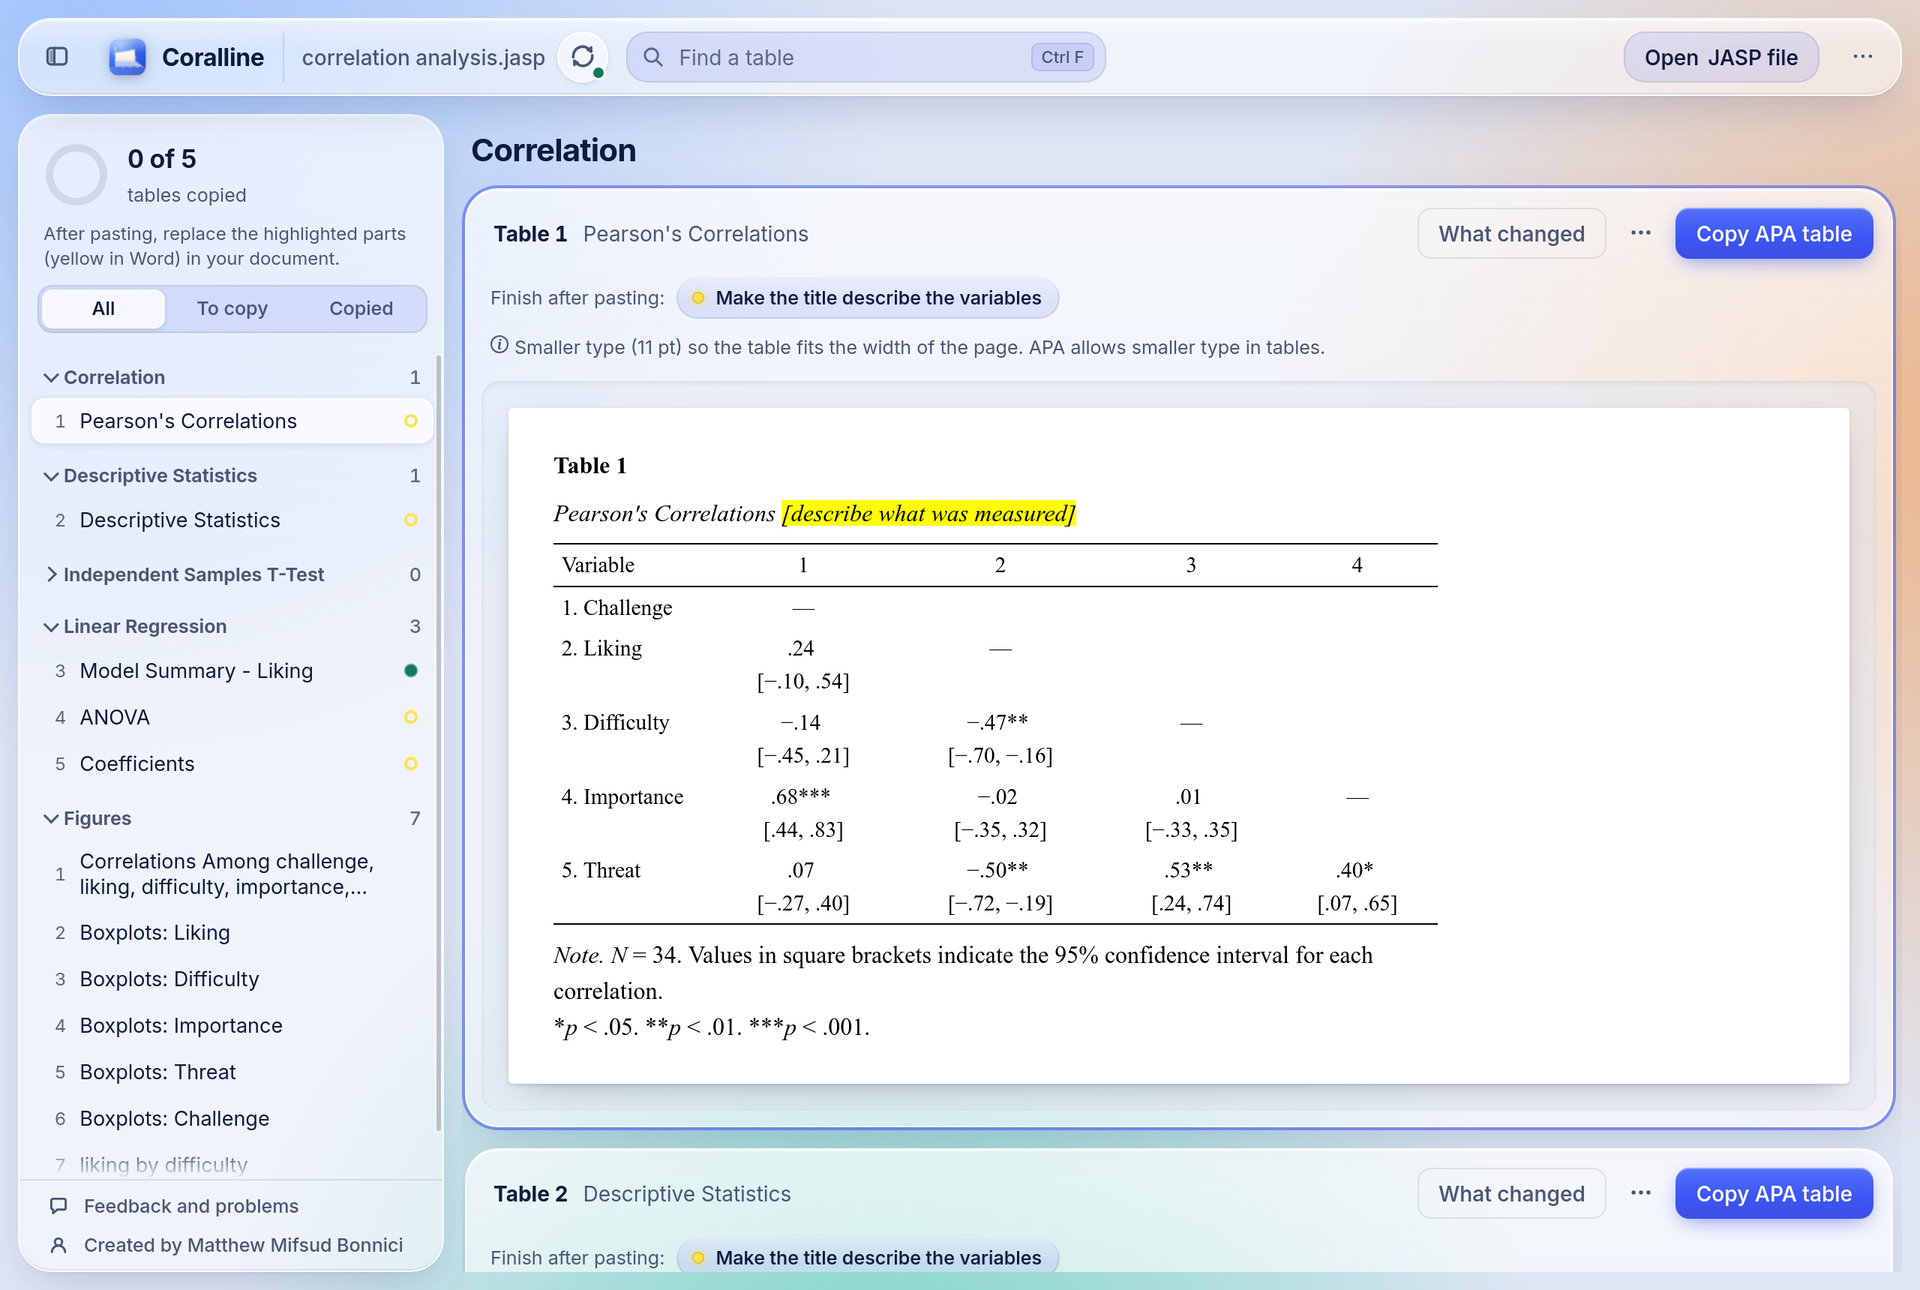 Coralline
correlation analysis.jasp
Find a table
Ctrl F
Open JASP file
0 of 5
tables copied
After pasting, replace the highlighted parts
(yellow in Word) in your document.
All
To copy
Copied
Correlation 1
1 Pearson's Correlations
Descriptive Statistics 1
2 Descriptive Statistics
Independent Samples T-Test 0
Linear Regression 3
3 Model Summary - Liking
4 ANOVA
5 Coefficients
Figures 7
1 Correlations Among challenge,
liking, difficulty, importance,...
2 Boxplots: Liking
3 Boxplots: Difficulty
4 Boxplots: Importance
5 Boxplots: Threat
6 Boxplots: Challenge
7 liking by difficulty
Feedback and problems
Created by Matthew Mifsud Bonnici
Correlation
Table 1 Pearson's Correlations
What changed
Copy APA table
Finish after pasting: Make the title describe the variables
Smaller type (11 pt) so the table fits the width of the page. APA allows smaller type in tables.
Table 1
Pearson's Correlations [describe what was measured]
Variable 1 2 3 4
1. Challenge —
2. Liking .24 —
[−.10, .54]
3. Difficulty −.14 −.47** —
[−.45, .21] [−.70, −.16]
4. Importance .68*** −.02 .01 —
[.44, .83] [−.35, .32] [−.33, .35]
5. Threat .07 −.50** .53** .40*
[−.27, .40] [−.72, −.19] [.24, .74] [.07, .65]
Note. N = 34. Values in square brackets indicate the 95% confidence interval for each
correlation.
*p < .05. **p < .01. ***p < .001.
Table 2 Descriptive Statistics
What changed
Copy APA table
Finish after pasting: Make the title describe the variables